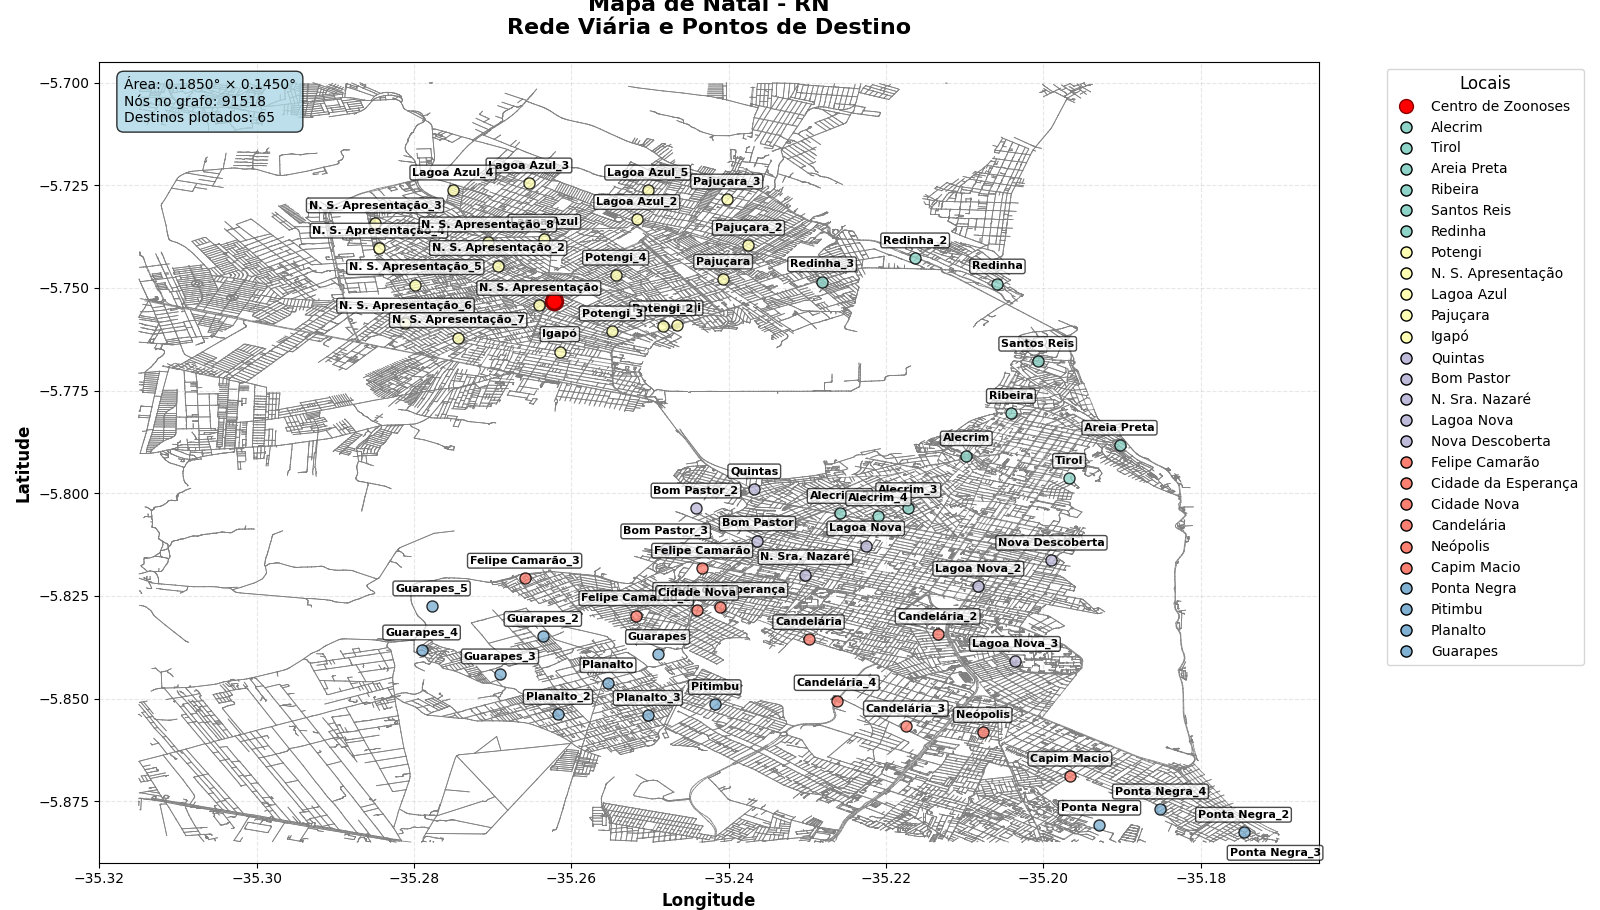 Mapa de Natal - RN
Rede Viária e Pontos de Destino
Área: 0.1850° × 0.1450°
Nós no grafo: 91518
Destinos plotados: 65
Latitude
−5.700
−5.725
−5.750
−5.775
−5.800
−5.825
−5.850
−5.875
Lagoa Azul_3
Lagoa Azul_4
Lagoa Azul_5
Pajuçara_3
Lagoa Azul_2
N. S. Apresentação_3
N. S. Apresentação_8
Azul
N. S. Apresentação_4
Pajuçara_2
Redinha_2
N. S. Apresentação_2
Potengi_4
Pajuçara
Redinha_3
Redinha
N. S. Apresentação_5
N. S. Apresentação
N. S. Apresentação_6
Potengi_3
Potengi_2
N. S. Apresentação_7
Igapó
Santos Reis
Ribeira
Areia Preta
Alecrim
Tirol
Quintas
Bom Pastor_2
Alecrim_3
Alecrim_4
Bom Pastor
Lagoa Nova
Bom Pastor_3
Nova Descoberta
Felipe Camarão
N. Sra. Nazaré
Felipe Camarão_3
Lagoa Nova_2
Guarapes_5
Cidade Nova
perança
Felipe Camarão_2
Guarapes_2
Candelária
Candelária_2
Guarapes_4
Guarapes
Lagoa Nova_3
Guarapes_3
Planalto
Candelária_4
Pitimbu
Planalto_2
Planalto_3
Candelária_3
Neópolis
Capim Macio
Ponta Negra_4
Ponta Negra
Ponta Negra_2
Ponta Negra_3
−35.32
−35.30
−35.28
−35.26
−35.24
−35.22
−35.20
−35.18
Longitude
Locais
Centro de Zoonoses
Alecrim
Tirol
Areia Preta
Ribeira
Santos Reis
Redinha
Potengi
N. S. Apresentação
Lagoa Azul
Pajuçara
Igapó
Quintas
Bom Pastor
N. Sra. Nazaré
Lagoa Nova
Nova Descoberta
Felipe Camarão
Cidade da Esperança
Cidade Nova
Candelária
Neópolis
Capim Macio
Ponta Negra
Pitimbu
Planalto
Guarapes